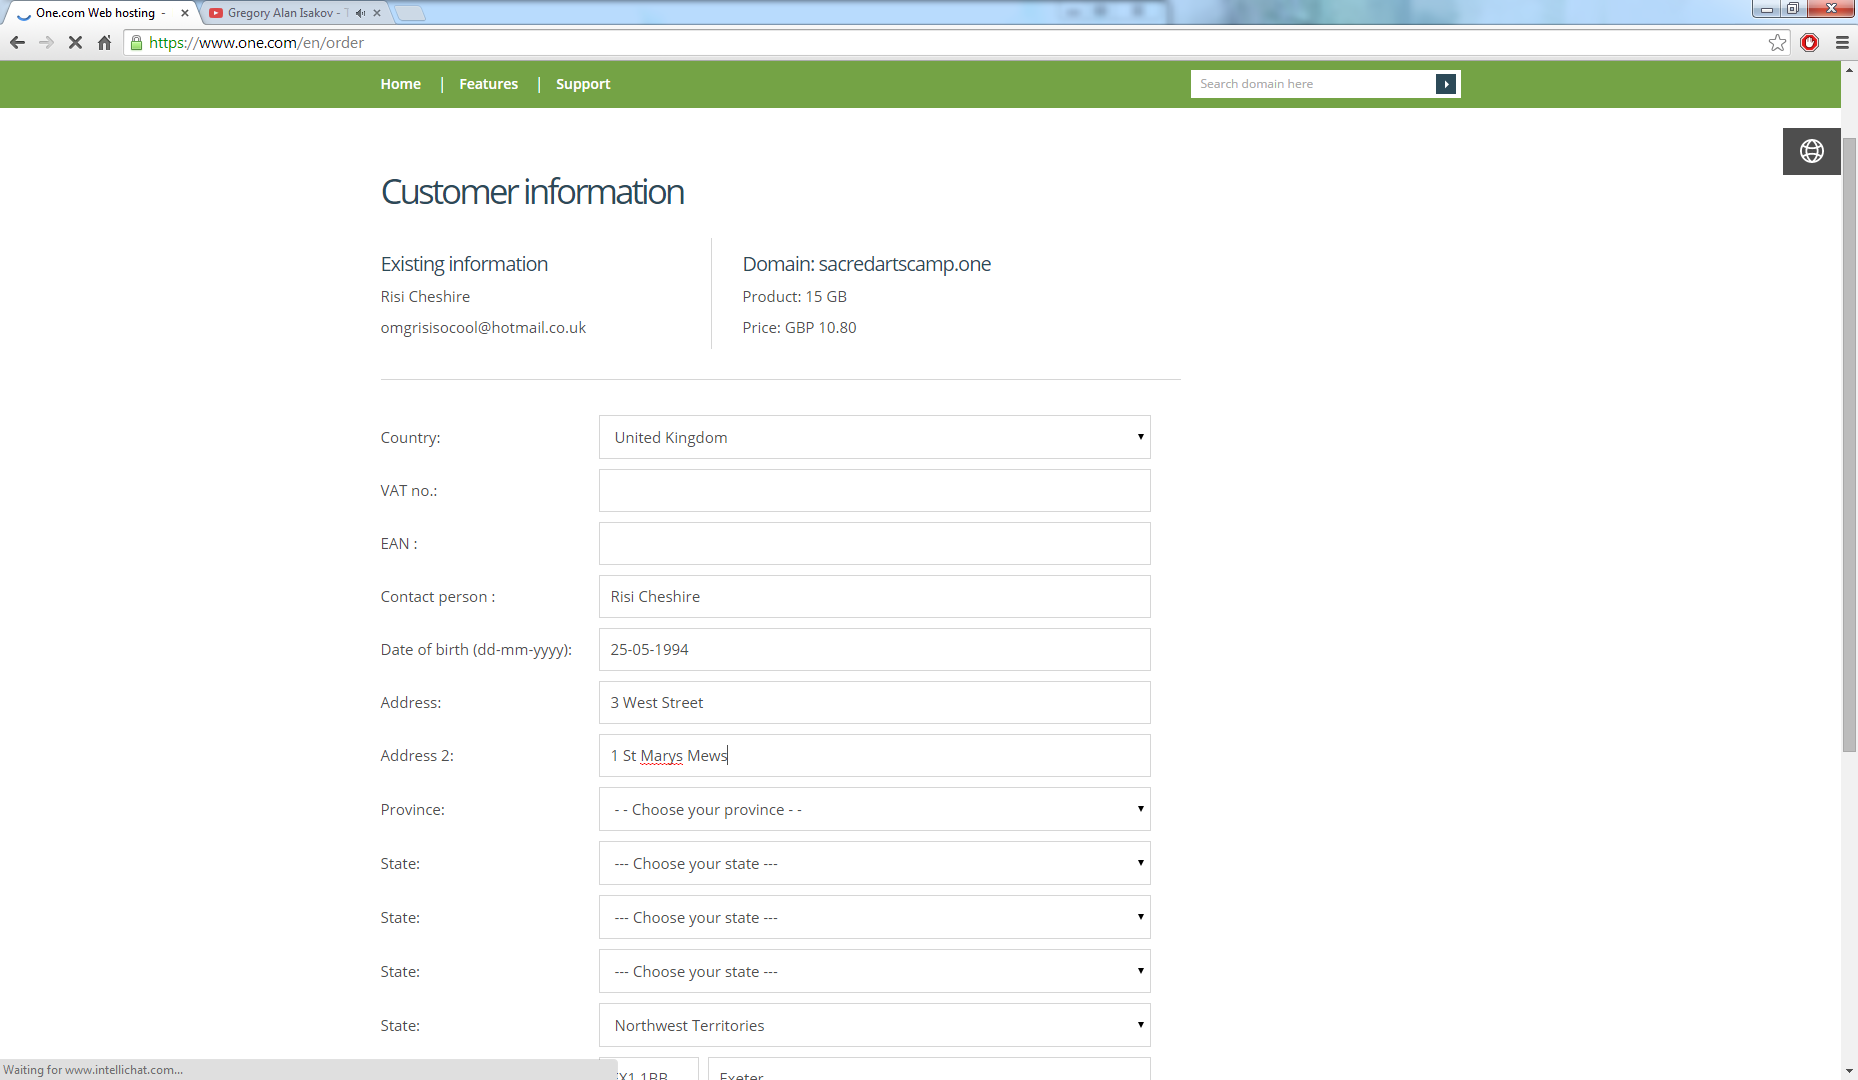 One.com Web hosting -
Gregory Alan Isakov - T
https://www.one.com/en/order
Home | Features | Support
Search domain here
Customer information
Existing information
Risi Cheshire
omgrisisocool@hotmail.co.uk
Domain: sacredartscamp.one
Product: 15 GB
Price: GBP 10.80
Country: United Kingdom
VAT no.:
EAN :
Contact person : Risi Cheshire
Date of birth (dd-mm-yyyy): 25-05-1994
Address: 3 West Street
Address 2: 1 St Marys Mews
Province: - - Choose your province - -
State: --- Choose your state ---
State: --- Choose your state ---
State: --- Choose your state ---
State: Northwest Territories
EX1 1BB Exeter
Waiting for www.intellichat.com...